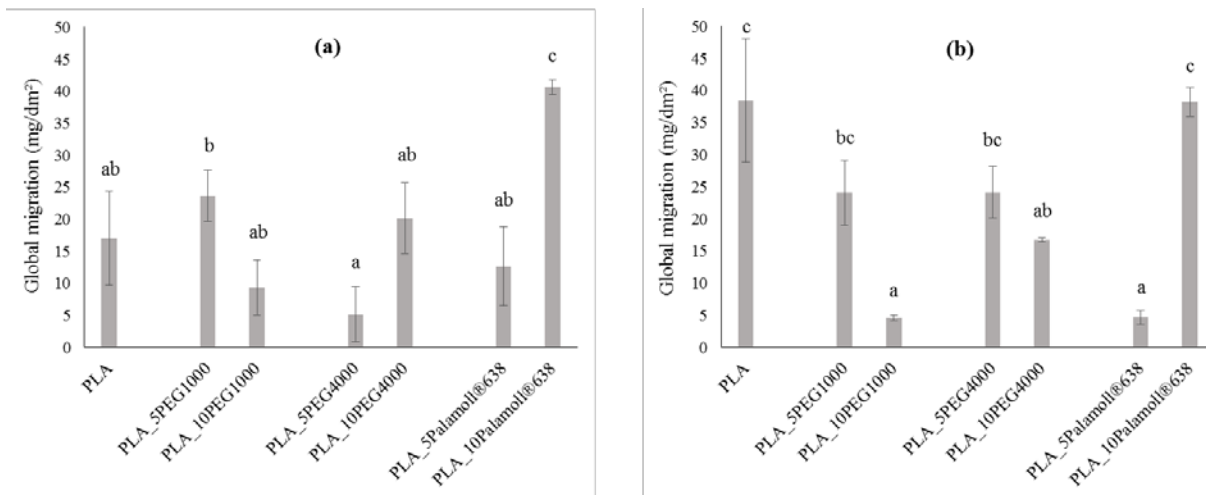 (a)
Global migration (mg/dm²)
50
45
40
35
30
25
20
15
10
5
0
ab
b
ab
a
ab
ab
c
PLA
PLA_5PEG1000
PLA_10PEG1000
PLA_5PEG4000
PLA_10PEG4000
PLA_5Palamoll®638
PLA_10Palamoll®638
(b)
Global migration (mg/dm²)
50
45
40
35
30
25
20
15
10
5
0
c
bc
a
bc
ab
a
c
PLA
PLA_5PEG1000
PLA_10PEG1000
PLA_5PEG4000
PLA_10PEG4000
PLA_5Palamoll®638
PLA_10Palamoll®638